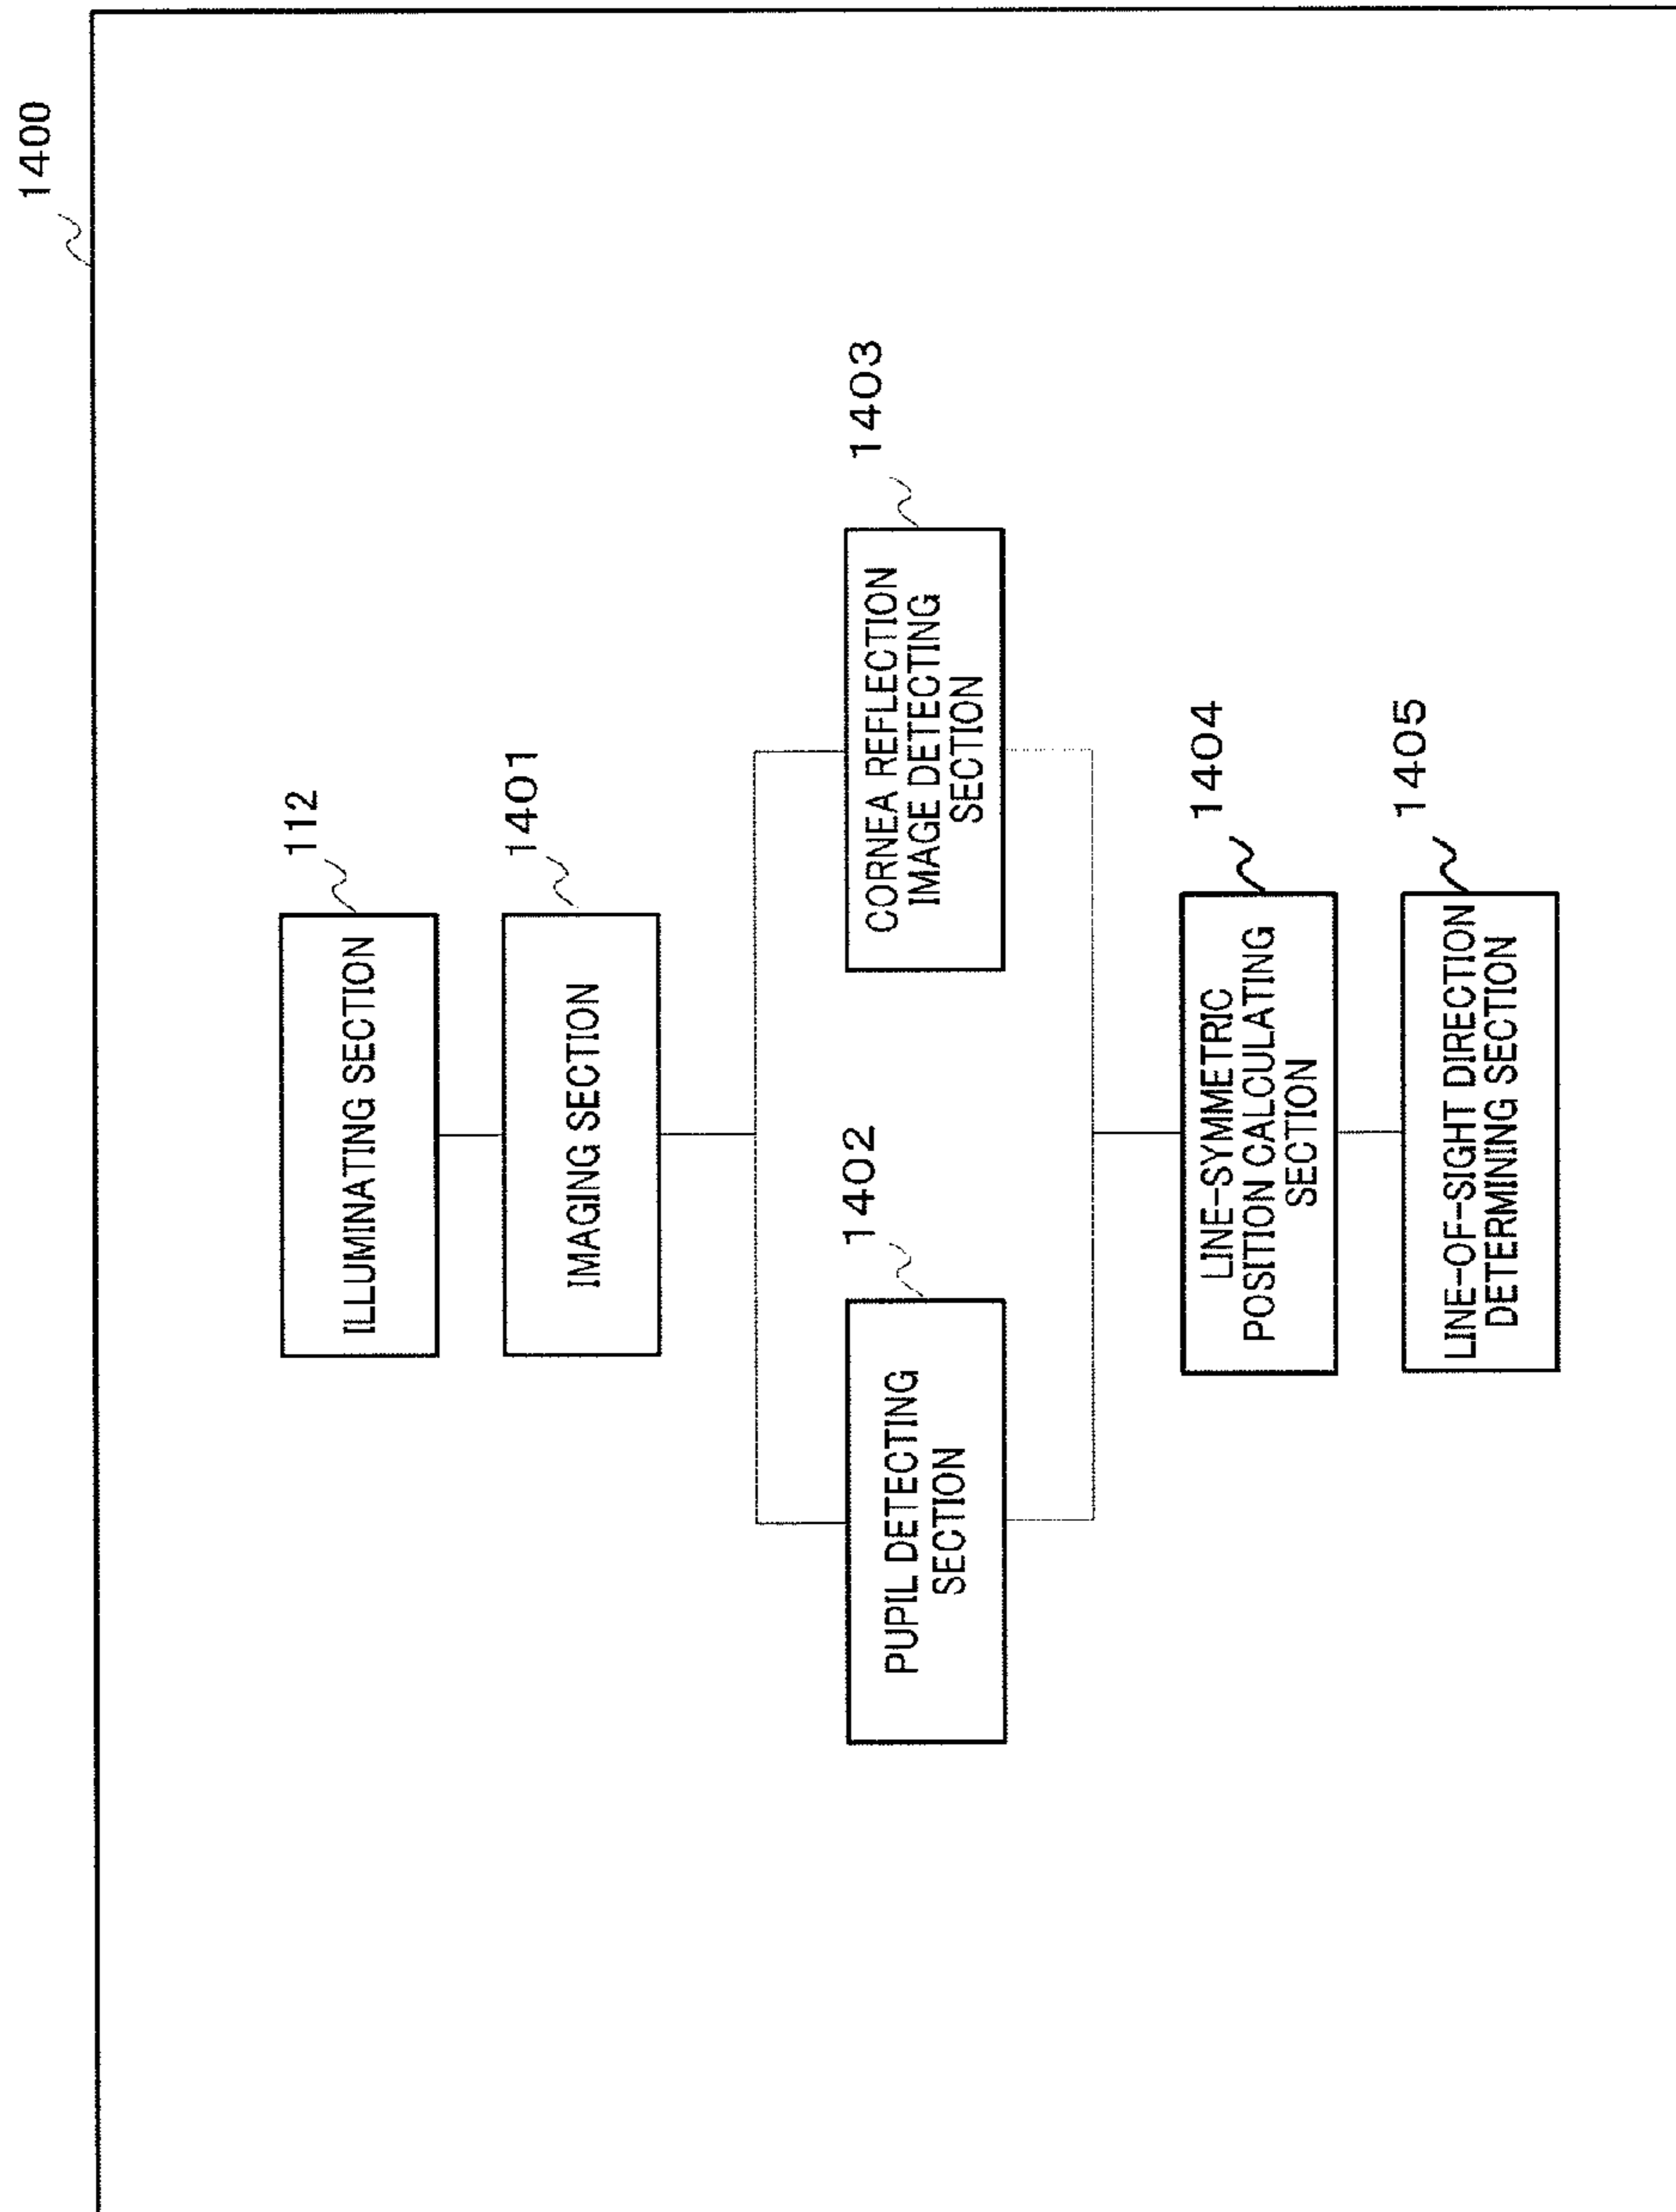 1400
112
ILLUMINATING SECTION
1401
IMAGING SECTION
1402
PUPIL DETECTING
SECTION
1403
CORNEA REFLECTION
IMAGE DETECTING
SECTION
1404
LINE-SYMMETRIC
POSITION CALCULATING
SECTION
1405
LINE-OF-SIGHT DIRECTION
DETERMINING SECTION